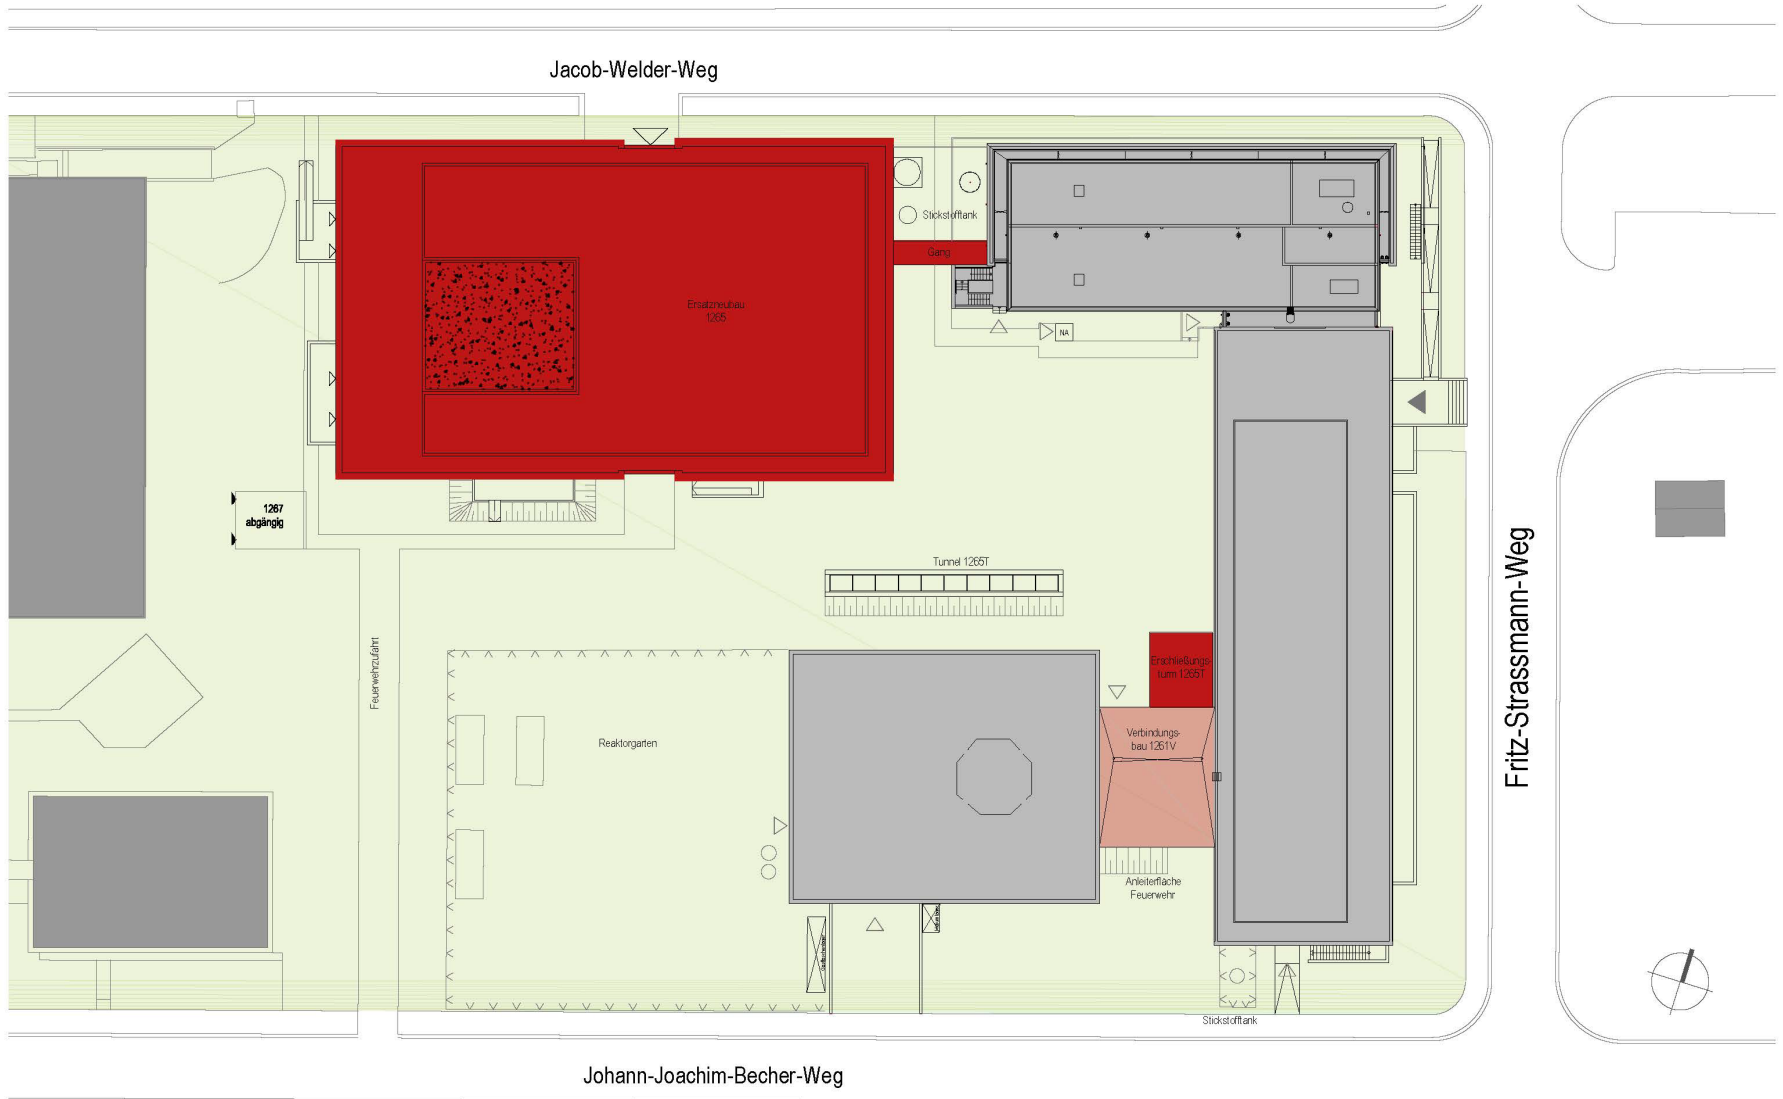 Jacob-Welder-Weg
Stickstofftank
Gang
Ersatzneubau
1265
NA
1267
abgängig
Tunnel 1265T
Feuerwehrzufahrt
Erschließungs-
turm 1265T
Verbindungs-
bau 1261V
Reaktorgarten
Fritz-Strassmann-Weg
Anleiterfläche
Feuerwehr
Stickstofftank
Johann-Joachim-Becher-Weg